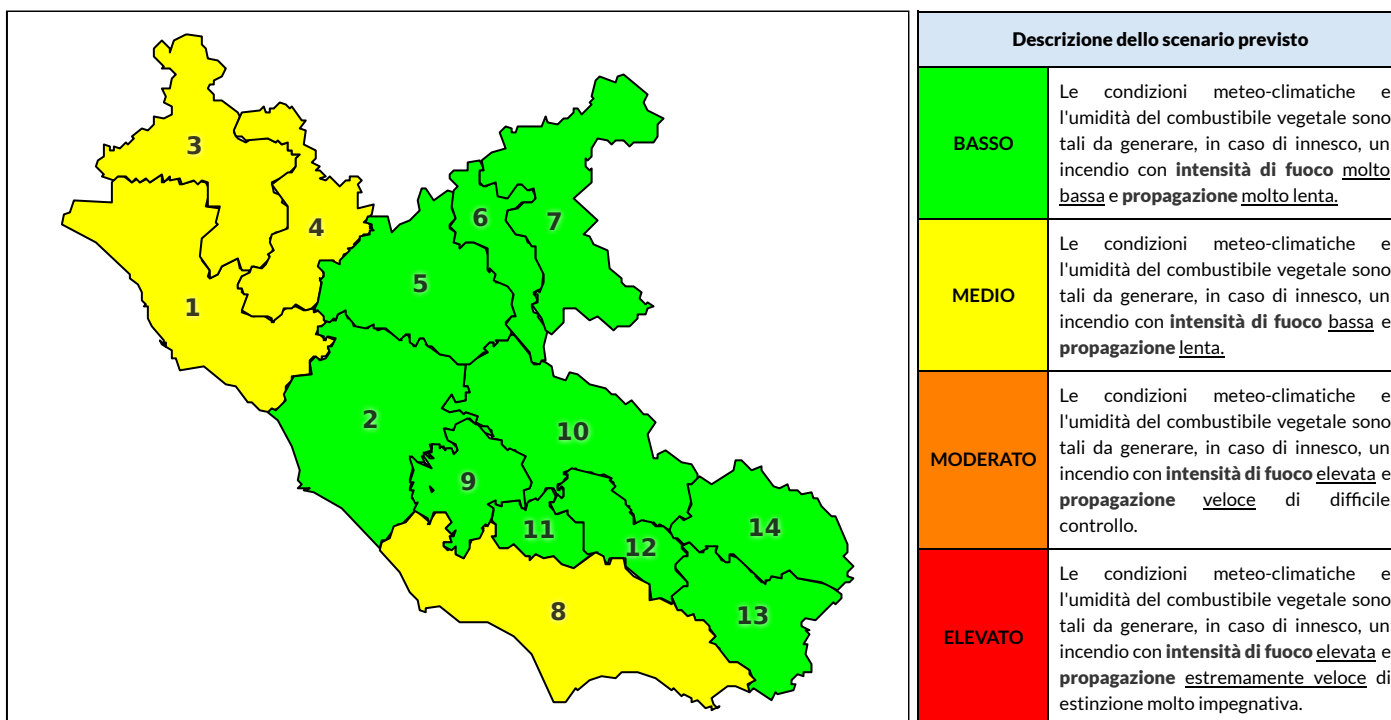 3
4
6
7
5
1
2
10
9
11
12
14
8
13
Descrizione dello scenario previsto
BASSO
Le condizioni meteo-climatiche e
l'umidità del combustibile vegetale sono
tali da generare, in caso di innesco, un
incendio con intensità di fuoco molto
bassa e propagazione molto lenta.
MEDIO
Le condizioni meteo-climatiche e
l'umidità del combustibile vegetale sono
tali da generare, in caso di innesco, un
incendio con intensità di fuoco bassa e
propagazione lenta.
MODERATO
Le condizioni meteo-climatiche e
l'umidità del combustibile vegetale sono
tali da generare, in caso di innesco, un
incendio con intensità di fuoco elevata e
propagazione veloce di difficile
controllo.
ELEVATO
Le condizioni meteo-climatiche e
l'umidità del combustibile vegetale sono
tali da generare, in caso di innesco, un
incendio con intensità di fuoco elevata e
propagazione estremamente veloce di
estinzione molto impegnativa.